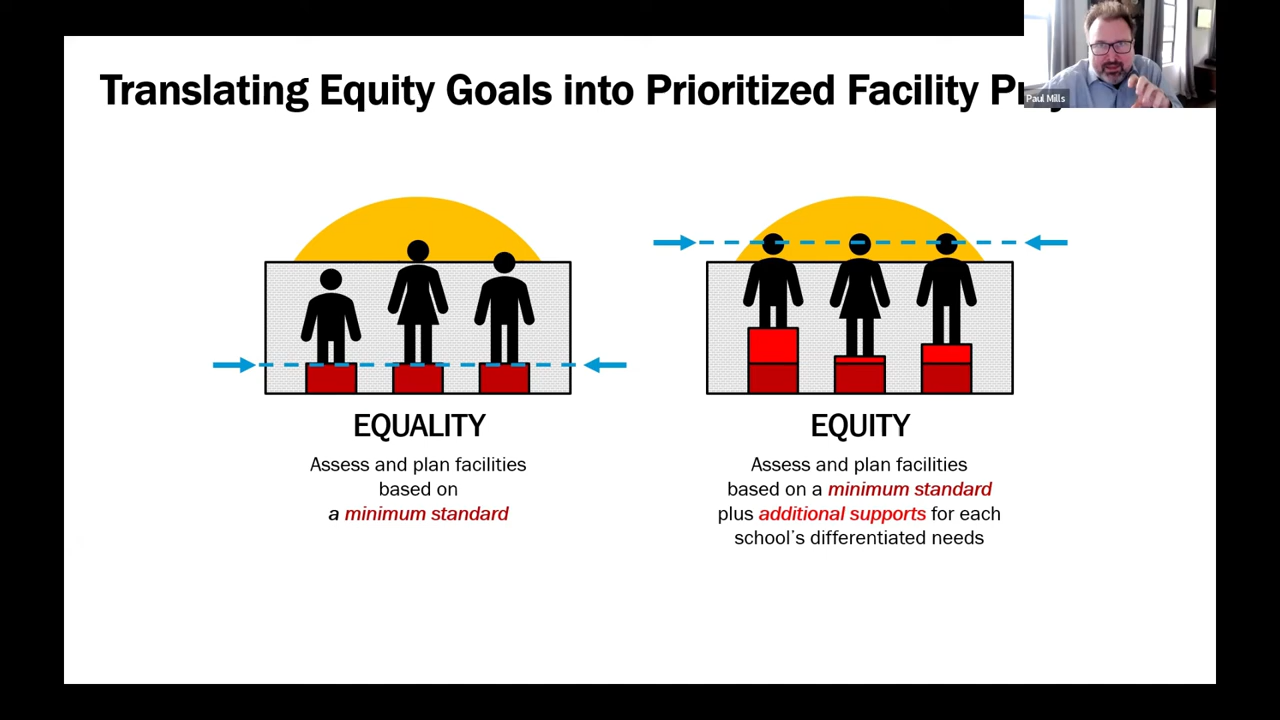 Translating Equity Goals into Prioritized Facility
Paul Mills
EQUALITY
Assess and plan facilities
based on
a minimum standard
EQUITY
Assess and plan facilities
based on a minimum standard
plus additional supports for each
school's differentiated needs